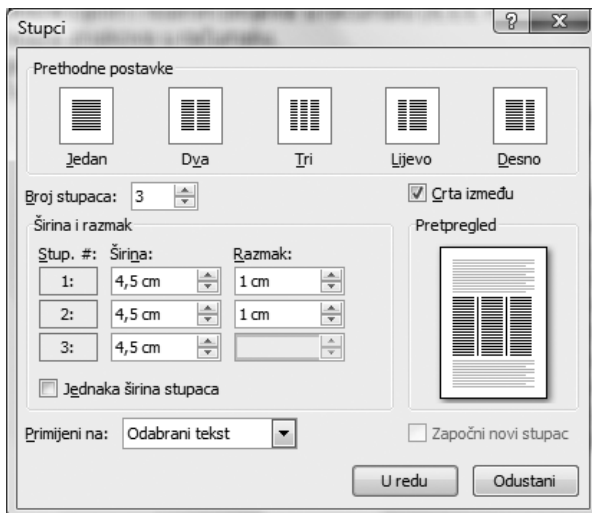 Stupci
Prethodne postavke
Jedan Dva Tri Lijevo Desno
Broj stupaca: 3 Crta između
Širina i razmak Pretpregled
Stup. #: Širina: Razmak:
1: 4,5 cm 1 cm
2: 4,5 cm 1 cm
3: 4,5 cm
Jednaka širina stupaca
Primijeni na: Odabrani tekst Započni novi stupac
U redu Odustani